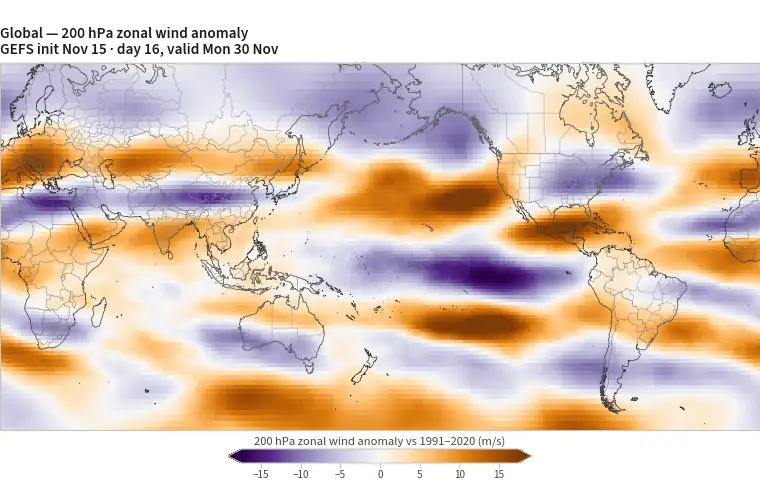 Global — 200 hPa zonal wind anomaly
GEFS init Nov 15 · day 16, valid Mon 30 Nov
200 hPa zonal wind anomaly vs 1991–2020 (m/s)
−15 −10 −5 0 5 10 15